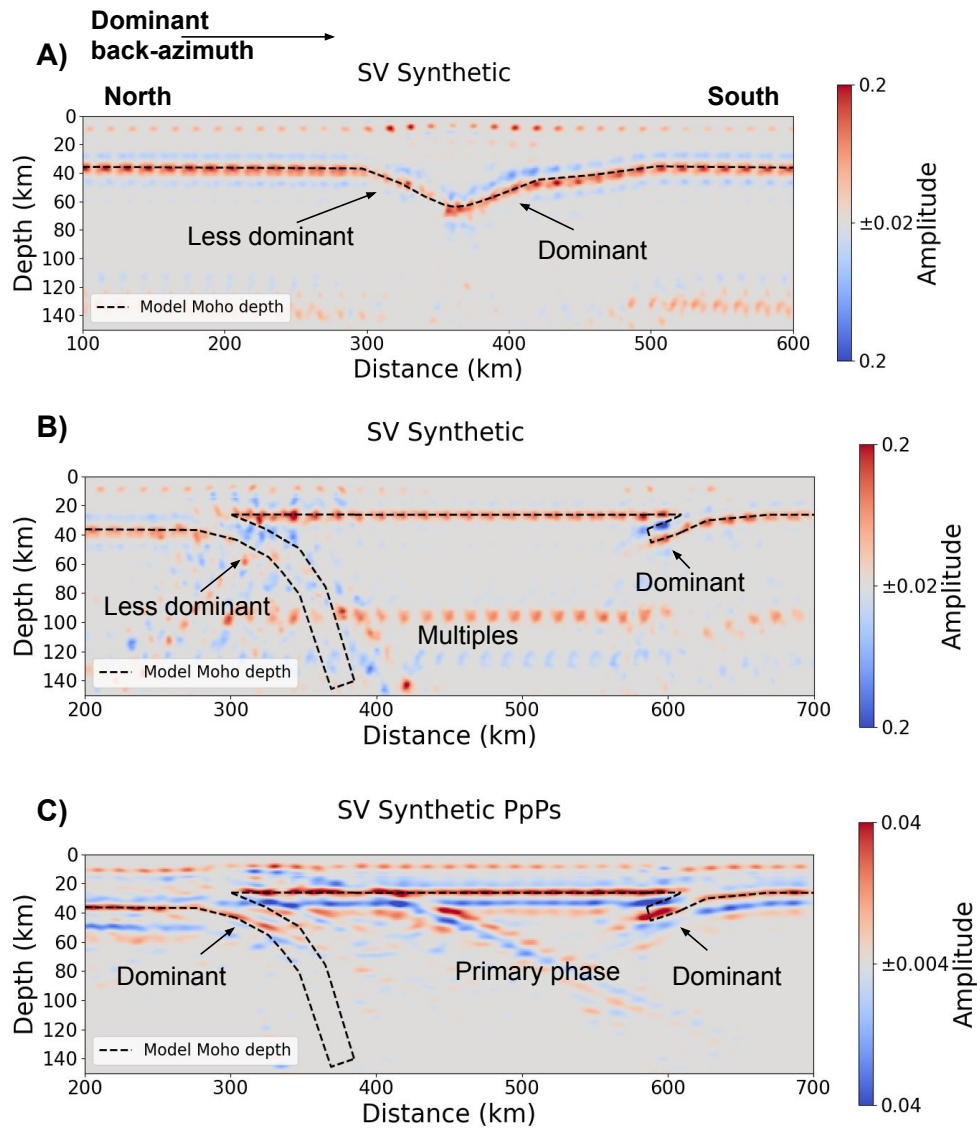 Dominant
back-azimuth
A)
SV Synthetic
North
South
0
20
40
60
80
100
120
140
Depth (km)
Less dominant
Dominant
Model Moho depth
100
200
300
400
500
600
Distance (km)
0.2
±0.02
0.2
Amplitude
B)
SV Synthetic
0
20
40
60
80
100
120
140
Depth (km)
Less dominant
Dominant
Multiples
Model Moho depth
200
300
400
500
600
700
Distance (km)
0.2
±0.02
0.2
Amplitude
C)
SV Synthetic PpPs
0
20
40
60
80
100
120
140
Depth (km)
Dominant
Primary phase
Dominant
Model Moho depth
200
300
400
500
600
700
Distance (km)
0.04
±0.004
0.04
Amplitude